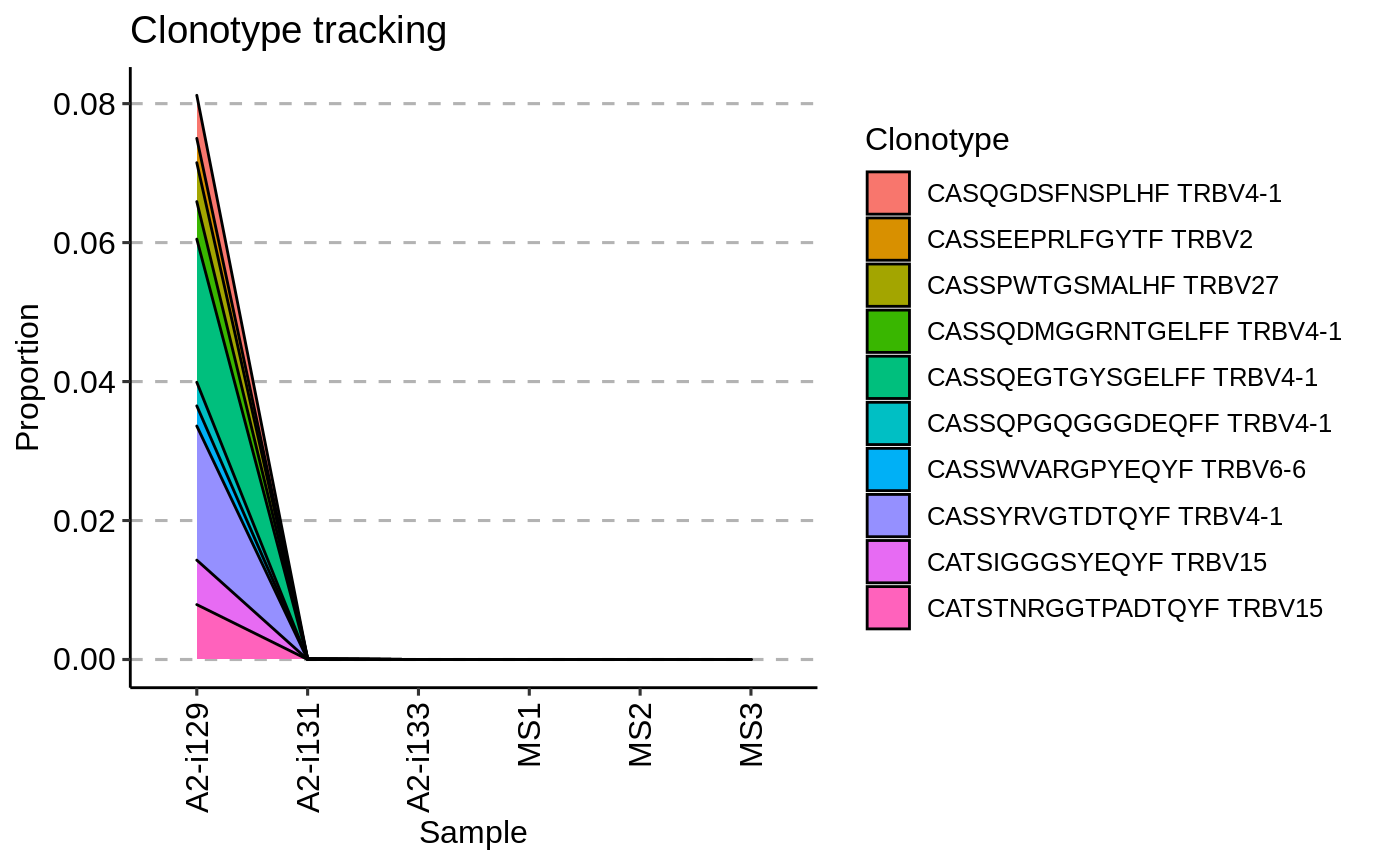 Clonotype tracking
0.08
0.06
0.04
0.02
0.00
Proportion
A2-i129
A2-i131
A2-i133
MS1
MS2
MS3
Sample
Clonotype
CASQGDSFNSPLHF TRBV4-1
CASSEEPRLFGYTF TRBV2
CASSPWTGSMALHF TRBV27
CASSQDMGGRNTGELFF TRBV4-1
CASSQEGTGYSGELFF TRBV4-1
CASSQPGQGGGDEQFF TRBV4-1
CASSWVARGPYEQYF TRBV6-6
CASSYRVGTDTQYF TRBV4-1
CATSIGGGSYEQYF TRBV15
CATSTNRGGTPADTQYF TRBV15